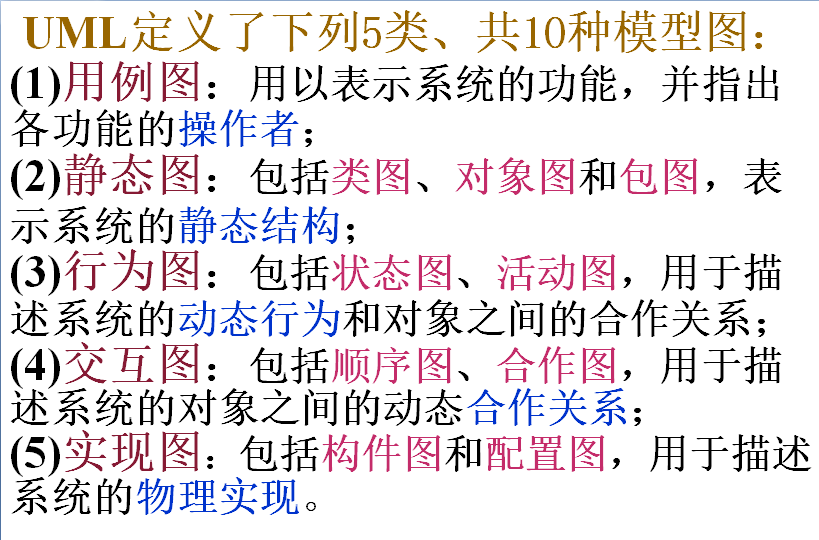 UML定义了下列5类、共10种模型图：
(1)用例图：用以表示系统的功能，并指出
各功能的操作者；
(2)静态图：包括类图、对象图和包图，表
示系统的静态结构；
(3)行为图：包括状态图、活动图，用于描
述系统的动态行为和对象之间的合作关系；
(4)交互图：包括顺序图、合作图，用于描
述系统的对象之间的动态合作关系；
(5)实现图：包括构件图和配置图，用于描述
系统的物理实现。